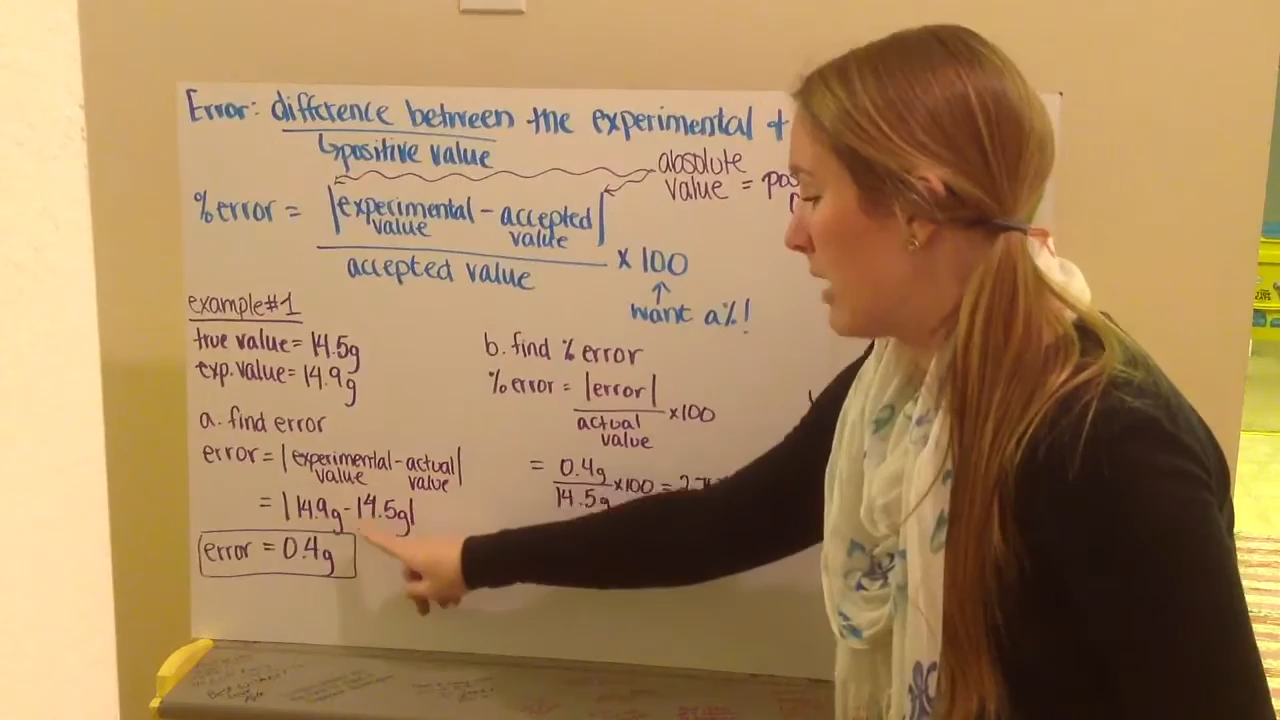 Error: difference between the experimental +
↳positive value
absolute value =
%error = |experimental value - accepted value| / accepted value × 100
↑
want a %!
example #1
true value = 14.5g
exp. value = 14.9g
a. find error
error = |experimental value - actual value|
= |14.9g - 14.5g|
error = 0.4g
b. find % error
% error = |error| / actual value × 100
= 0.4g / 14.5g × 100 =